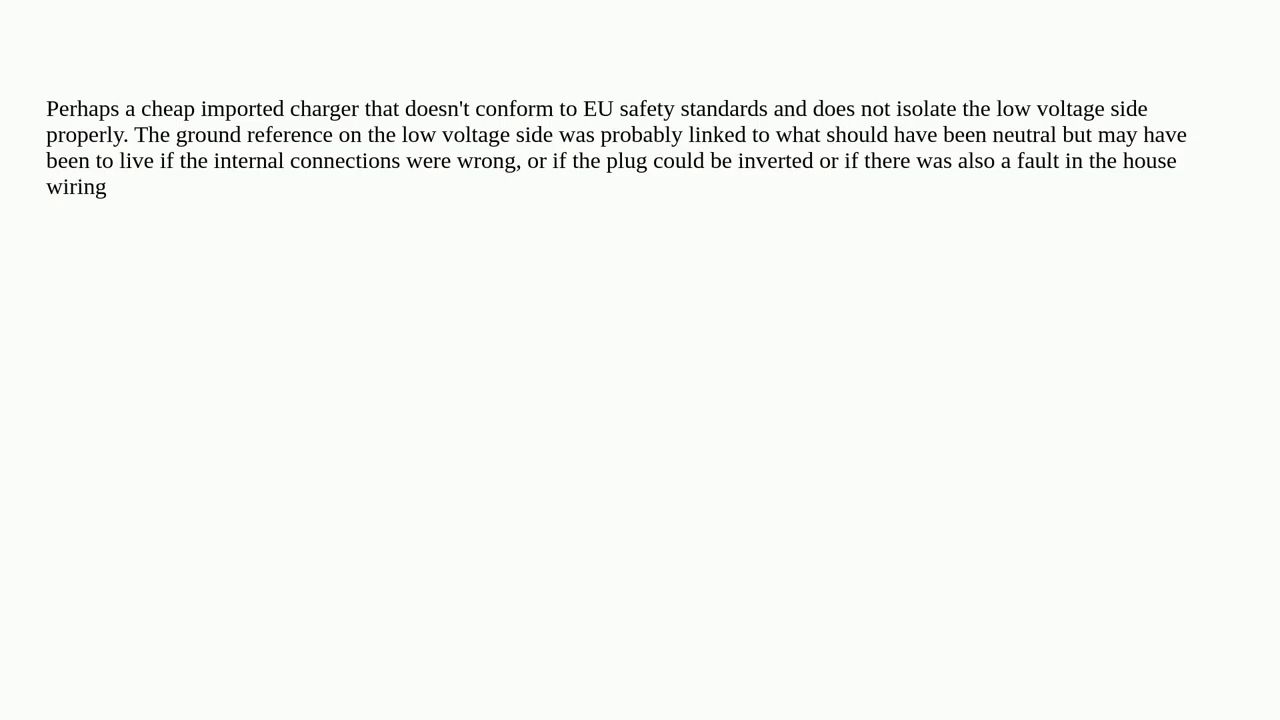 Perhaps a cheap imported charger that doesn't conform to EU safety standards and does not isolate the low voltage side
properly. The ground reference on the low voltage side was probably linked to what should have been neutral but may have
been to live if the internal connections were wrong, or if the plug could be inverted or if there was also a fault in the house
wiring